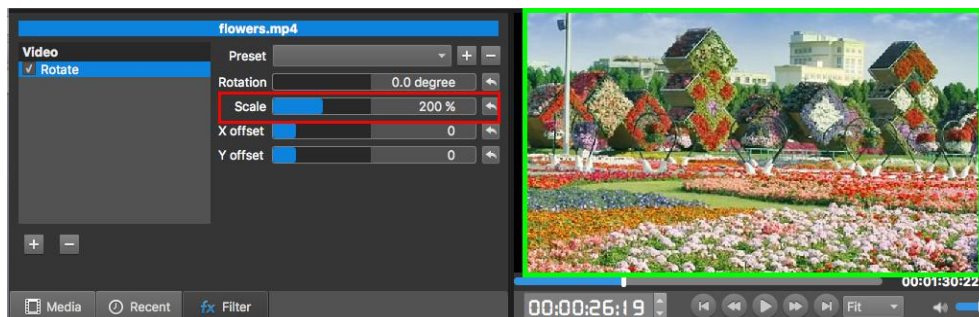 flowers.mp4
Video
Rotate
Preset
Rotation 0.0 degree
Scale 200 %
X offset 0
Y offset 0
Media Recent fx Filter
00:01:30:22
00:00:26:19 Fit